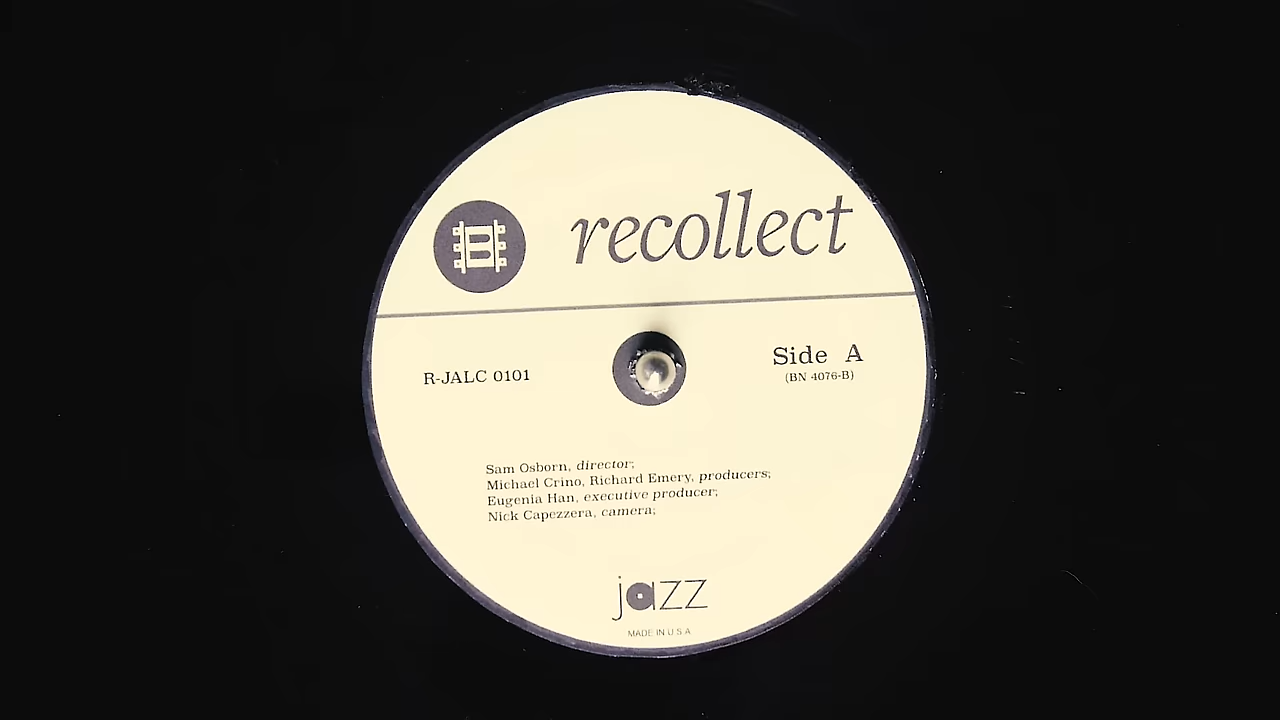 recollect
R-JALC 0101
Side A
(BN 4076-B)
Sam Osborn, director;
Michael Crino, Richard Emery, producers;
Eugenia Han, executive producer;
Nick Capezzera, camera;
jazz
MADE IN U S A